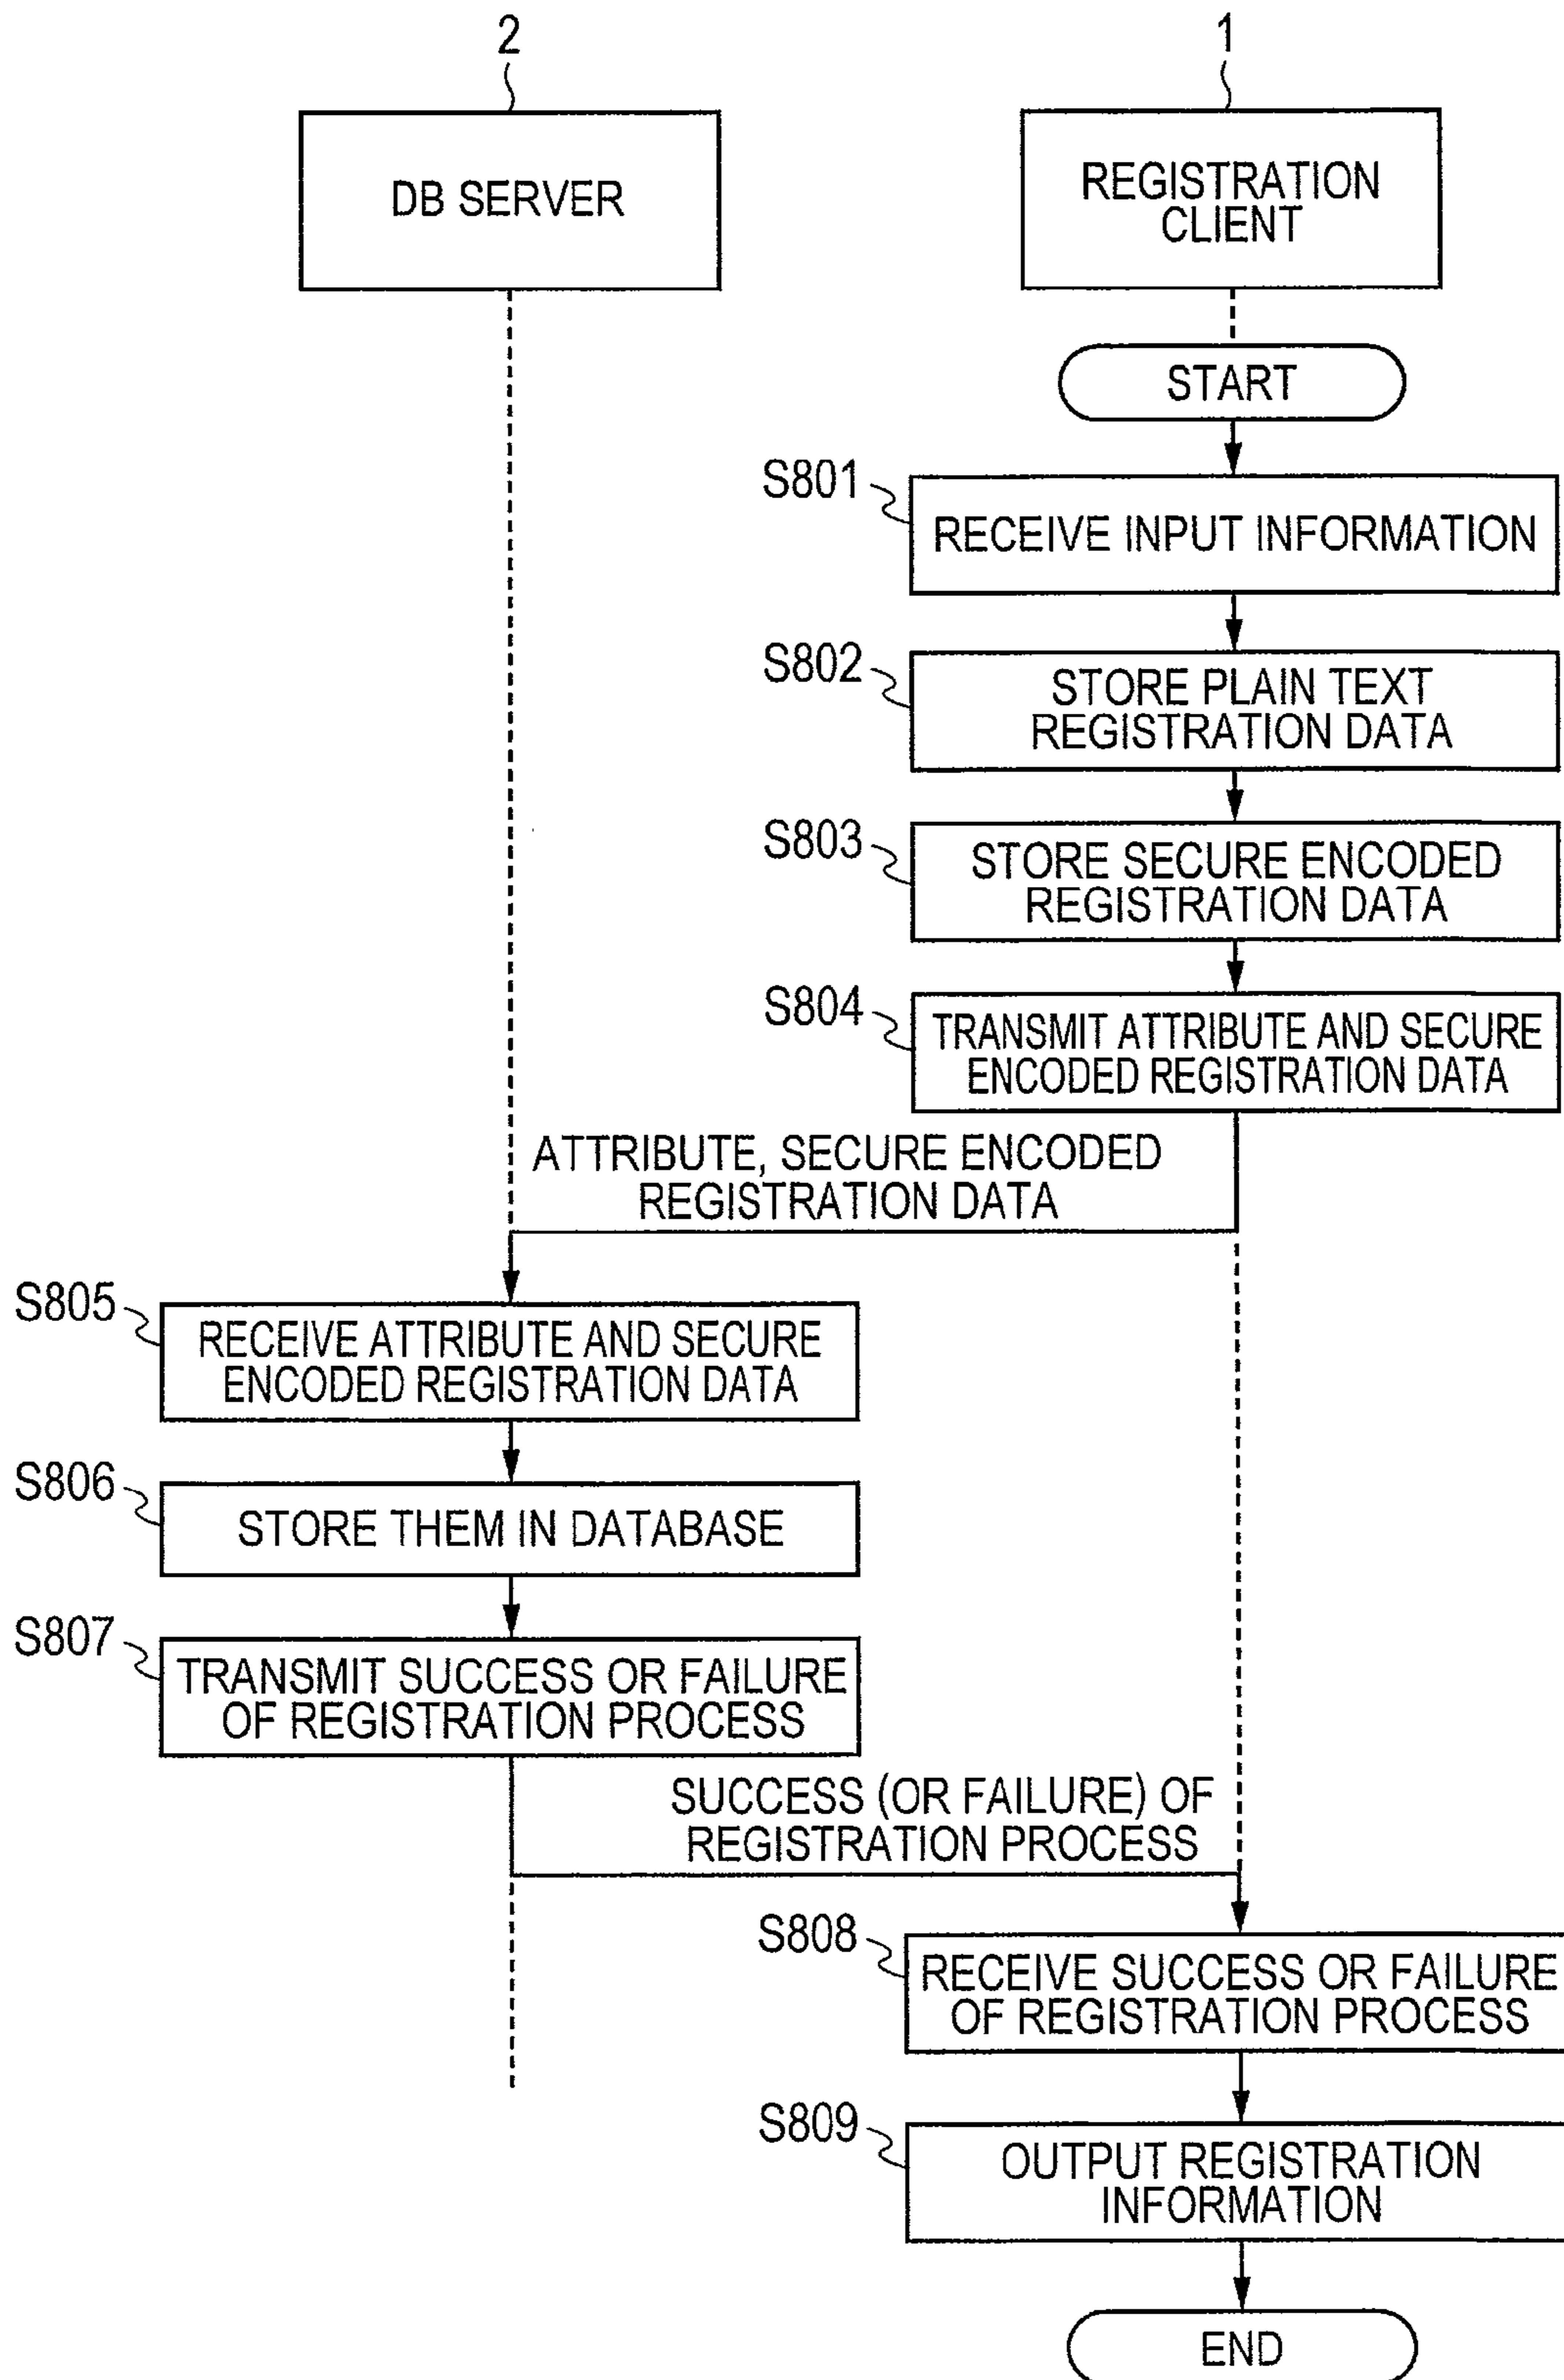 2
1
DB SERVER
REGISTRATION
CLIENT
START
S801
RECEIVE INPUT INFORMATION
S802
STORE PLAIN TEXT
REGISTRATION DATA
S803
STORE SECURE ENCODED
REGISTRATION DATA
S804
TRANSMIT ATTRIBUTE AND SECURE
ENCODED REGISTRATION DATA
ATTRIBUTE, SECURE ENCODED
REGISTRATION DATA
S805
RECEIVE ATTRIBUTE AND SECURE
ENCODED REGISTRATION DATA
S806
STORE THEM IN DATABASE
S807
TRANSMIT SUCCESS OR FAILURE
OF REGISTRATION PROCESS
SUCCESS (OR FAILURE) OF
REGISTRATION PROCESS
S808
RECEIVE SUCCESS OR FAILURE
OF REGISTRATION PROCESS
S809
OUTPUT REGISTRATION
INFORMATION
END